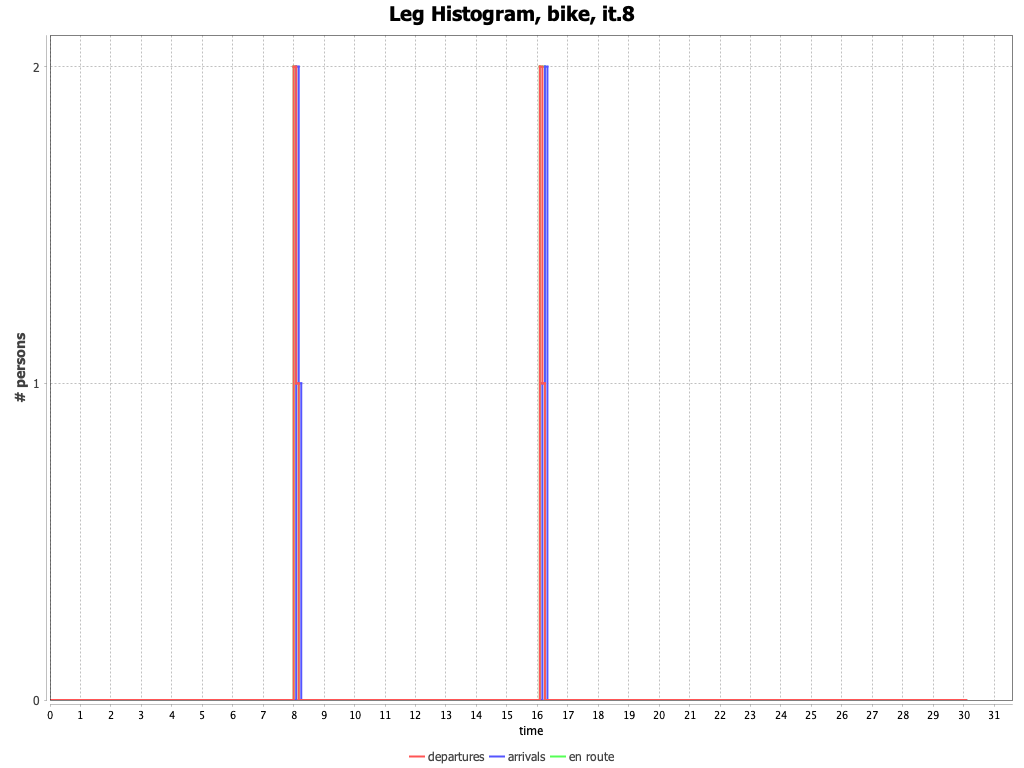 Leg Histogram, bike, it.8
# persons
2
1
0
0 1 2 3 4 5 6 7 8 9 10 11 12 13 14 15 16 17 18 19 20 21 22 23 24 25 26 27 28 29 30 31
time
departures arrivals en route